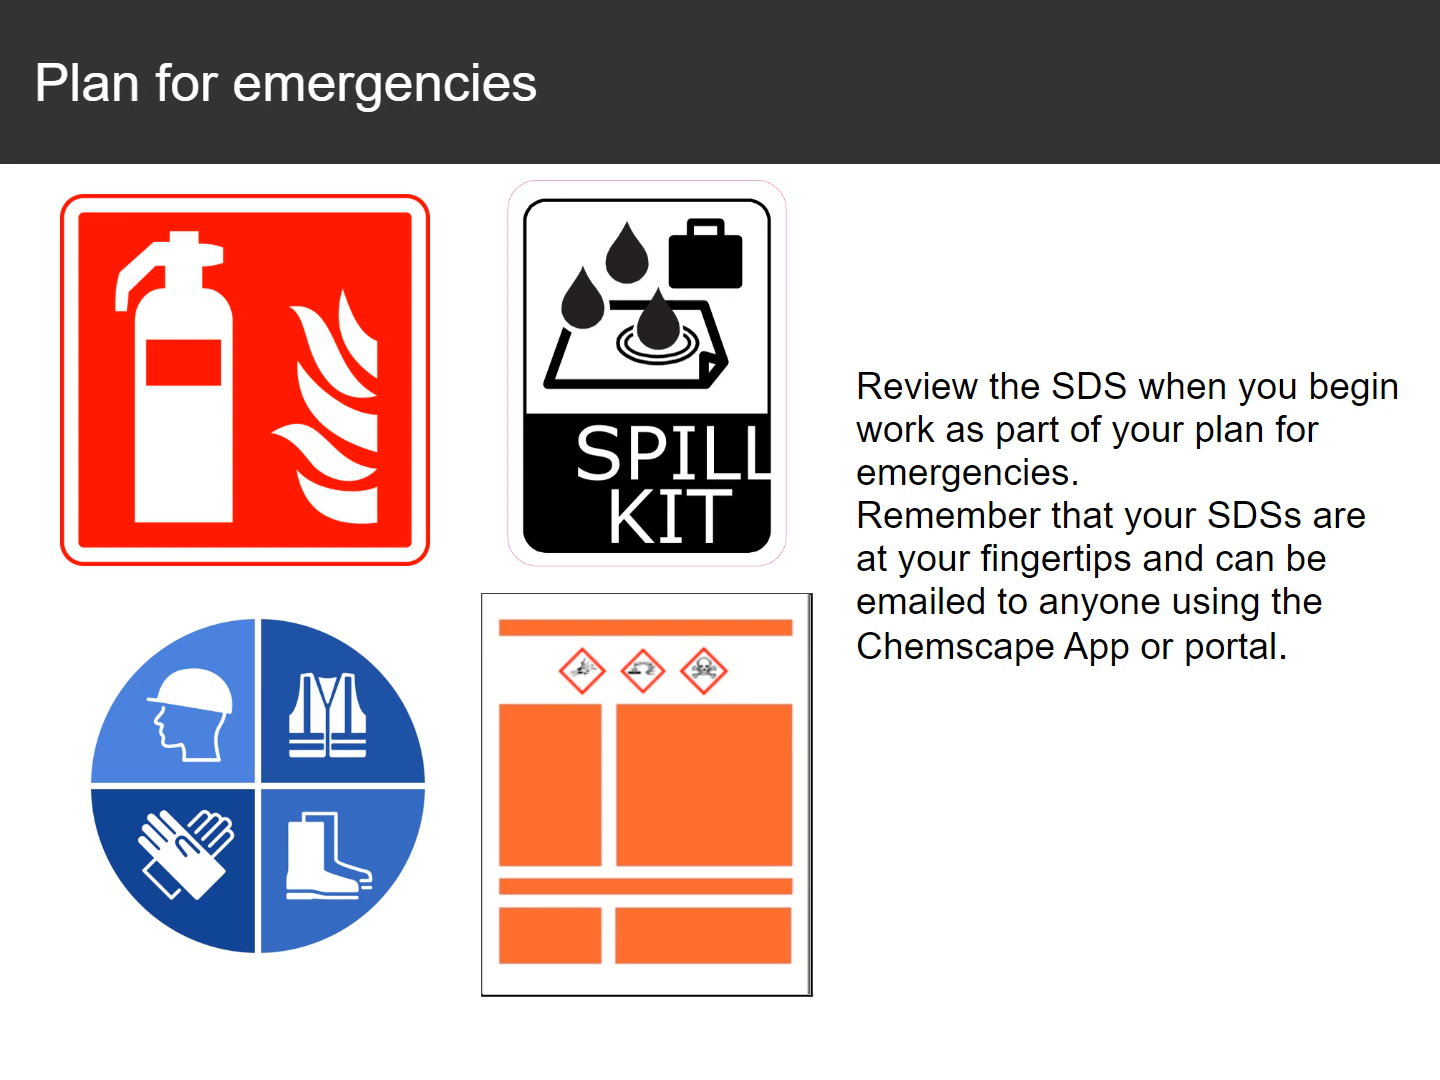 Plan for emergencies
SPILL
KIT
Review the SDS when you begin
work as part of your plan for
emergencies.
Remember that your SDSs are
at your fingertips and can be
emailed to anyone using the
Chemscape App or portal.